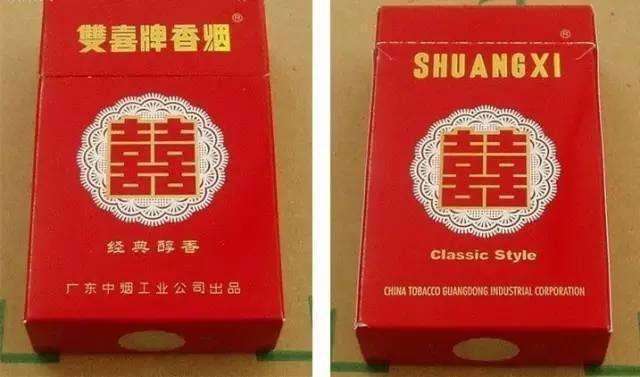 雙喜牌香烟®
囍
经典醇香
广东中烟工业公司出品
SHUANGXI®
囍
Classic Style
CHINA TOBACCO GUANGDONG INDUSTRIAL CORPORATION